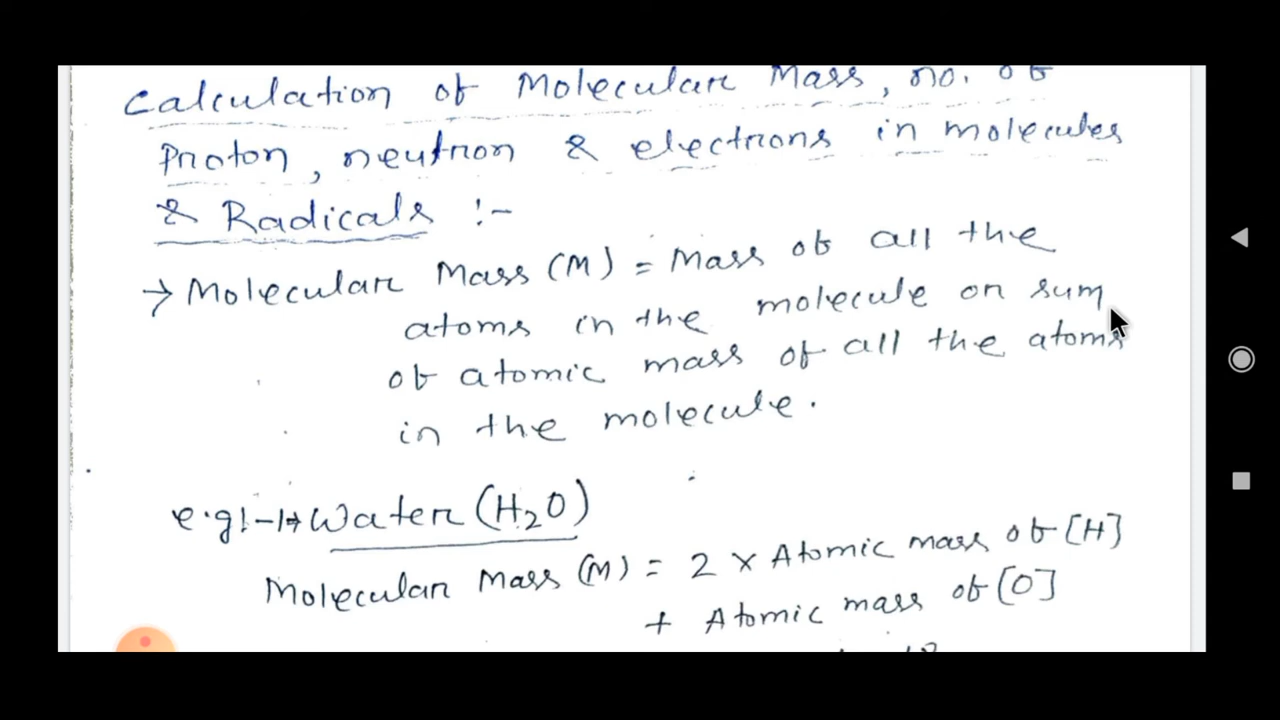 Calculation of Molecular Mass, no. of
Proton, neutron & electrons in molecules
& Radicals :-
→ Molecular Mass (M) = Mass of all the
atoms in the molecule or sum
of atomic mass of all the atoms
in the molecule.
e.g:-1→ Water (H₂O)
Molecular Mass (M) = 2 × Atomic mass of [H]
+ Atomic mass of [O]